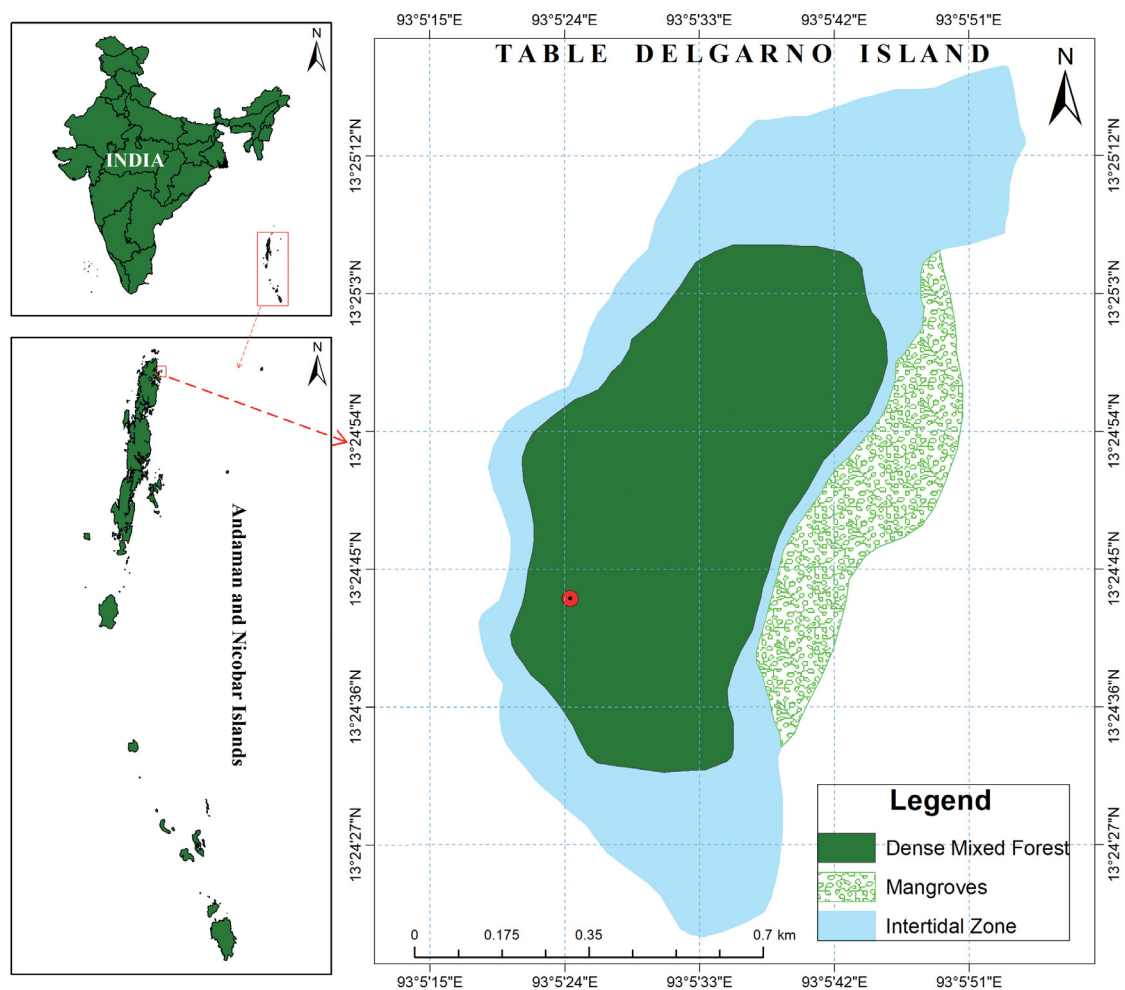 N
INDIA
N
Andaman and Nicobar Islands
93°5'15"E 93°5'24"E 93°5'33"E 93°5'42"E 93°5'51"E
TABLE DELGARNO ISLAND
N
13°25'12"N 13°25'12"N
13°25'3"N 13°25'3"N
13°24'54"N 13°24'54"N
13°24'45"N 13°24'45"N
13°24'36"N 13°24'36"N
13°24'27"N 13°24'27"N
Legend
Dense Mixed Forest
Mangroves
Intertidal Zone
0 0.175 0.35 0.7 km
93°5'15"E 93°5'24"E 93°5'33"E 93°5'42"E 93°5'51"E